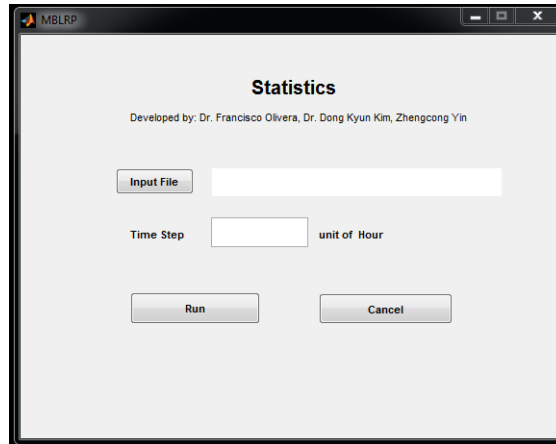 MBLRP
Statistics
Developed by: Dr. Francisco Olivera, Dr. Dong Kyun Kim, Zhengcong Yin
Input File
Time Step unit of Hour
Run Cancel